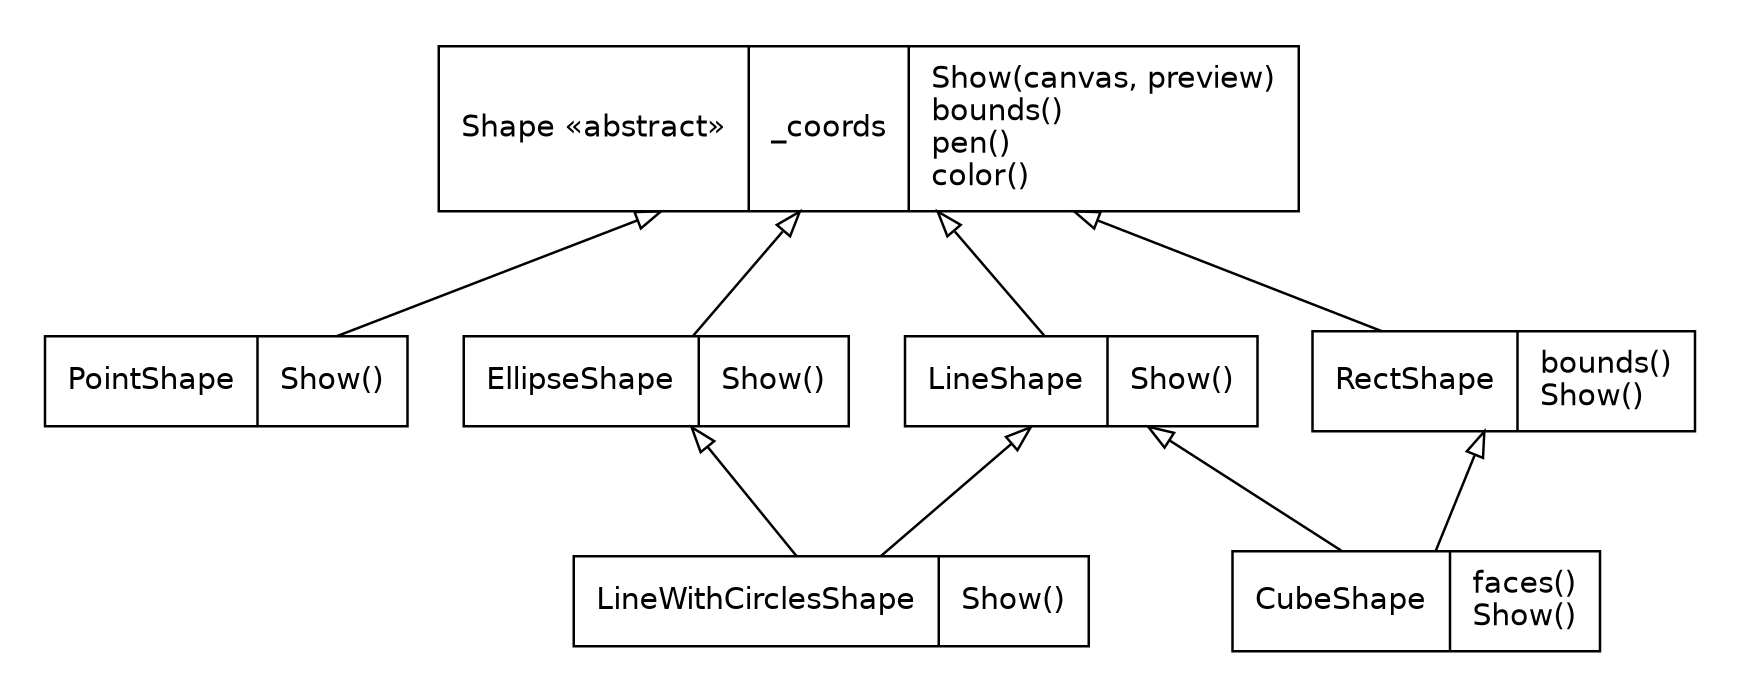 Shape «abstract»
_coords
Show(canvas, preview)
bounds()
pen()
color()
PointShape
Show()
EllipseShape
Show()
LineShape
Show()
RectShape
bounds()
Show()
LineWithCirclesShape
Show()
CubeShape
faces()
Show()